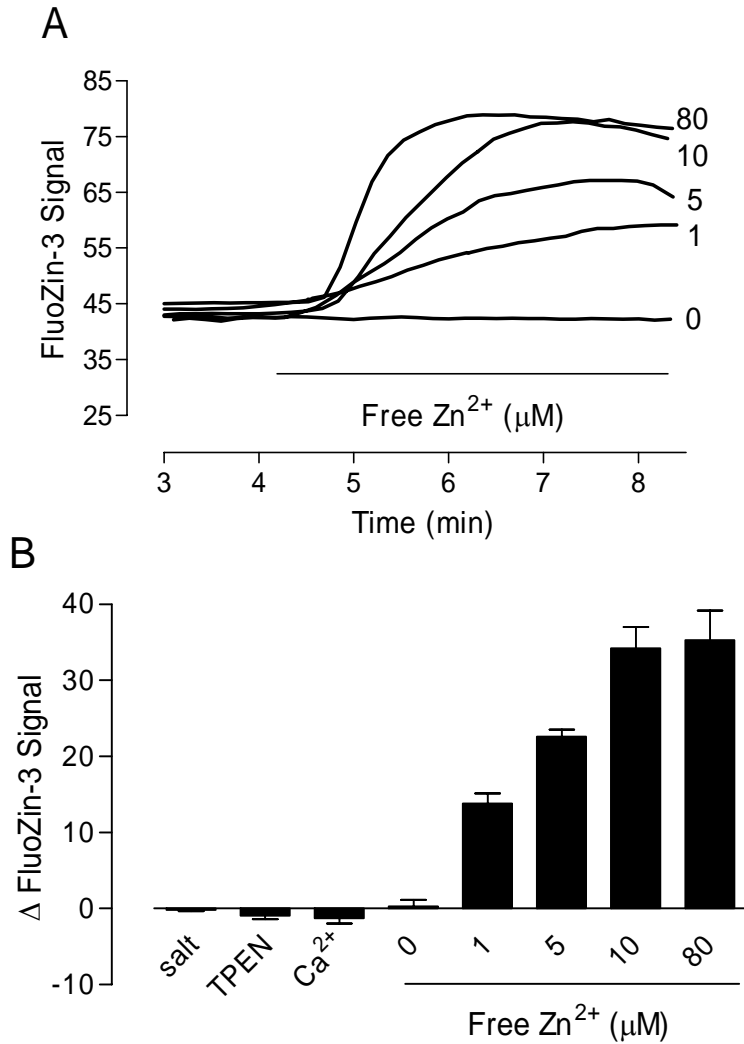 A
FluoZin-3 Signal
85
75
65
55
45
35
25
80
10
5
1
0
Free Zn²⁺ (μM)
3 4 5 6 7 8
Time (min)
B
Δ FluoZin-3 Signal
40
30
20
10
0
-10
salt TPEN Ca²⁺ 0 1 5 10 80
Free Zn²⁺ (μM)